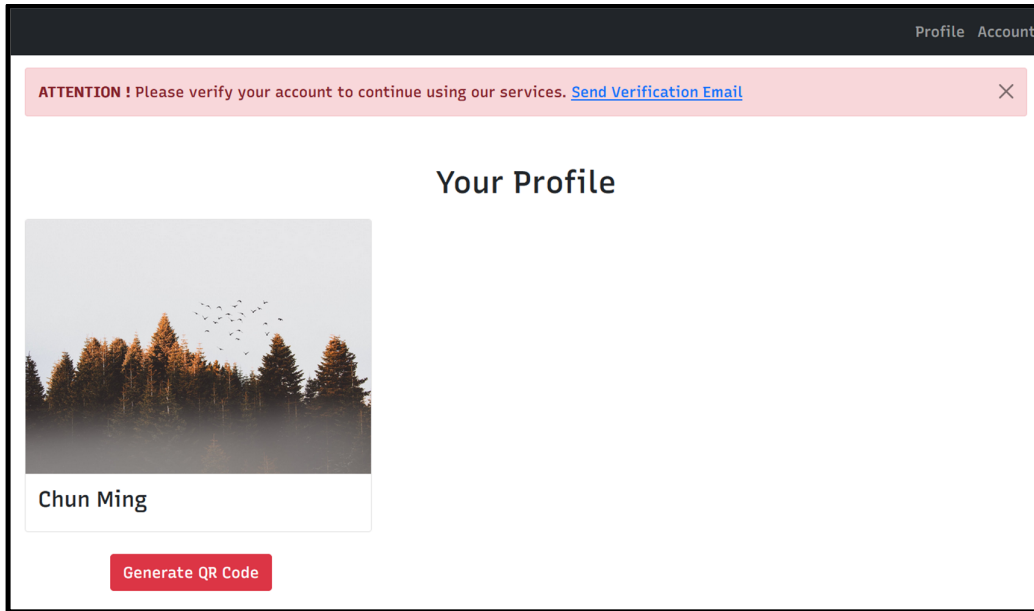 Profile Account
ATTENTION ! Please verify your account to continue using our services. Send Verification Email
Your Profile
Chun Ming
Generate QR Code